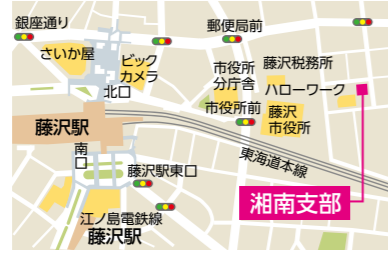 銀座通り
郵便局前
さいか屋
ビック
カメラ
市役所
分庁舎
藤沢税務所
北口
ハローワーク
市役所前
藤沢
市役所
藤沢駅
南口
東海道本線
藤沢駅東口
湘南支部
江ノ島電鉄線
藤沢駅